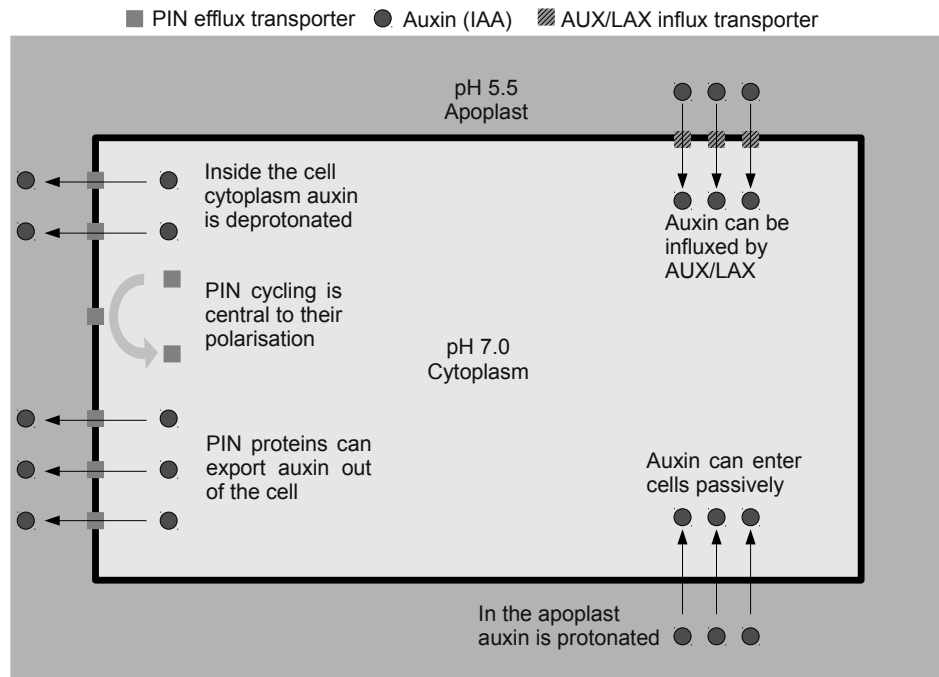 PIN efflux transporter Auxin (IAA) AUX/LAX influx transporter
pH 5.5
Apoplast
Inside the cell
cytoplasm auxin
is deprotonated
Auxin can be
influxed by
AUX/LAX
PIN cycling is
central to their
polarisation
pH 7.0
Cytoplasm
PIN proteins can
export auxin out
of the cell
Auxin can enter
cells passively
In the apoplast
auxin is protonated